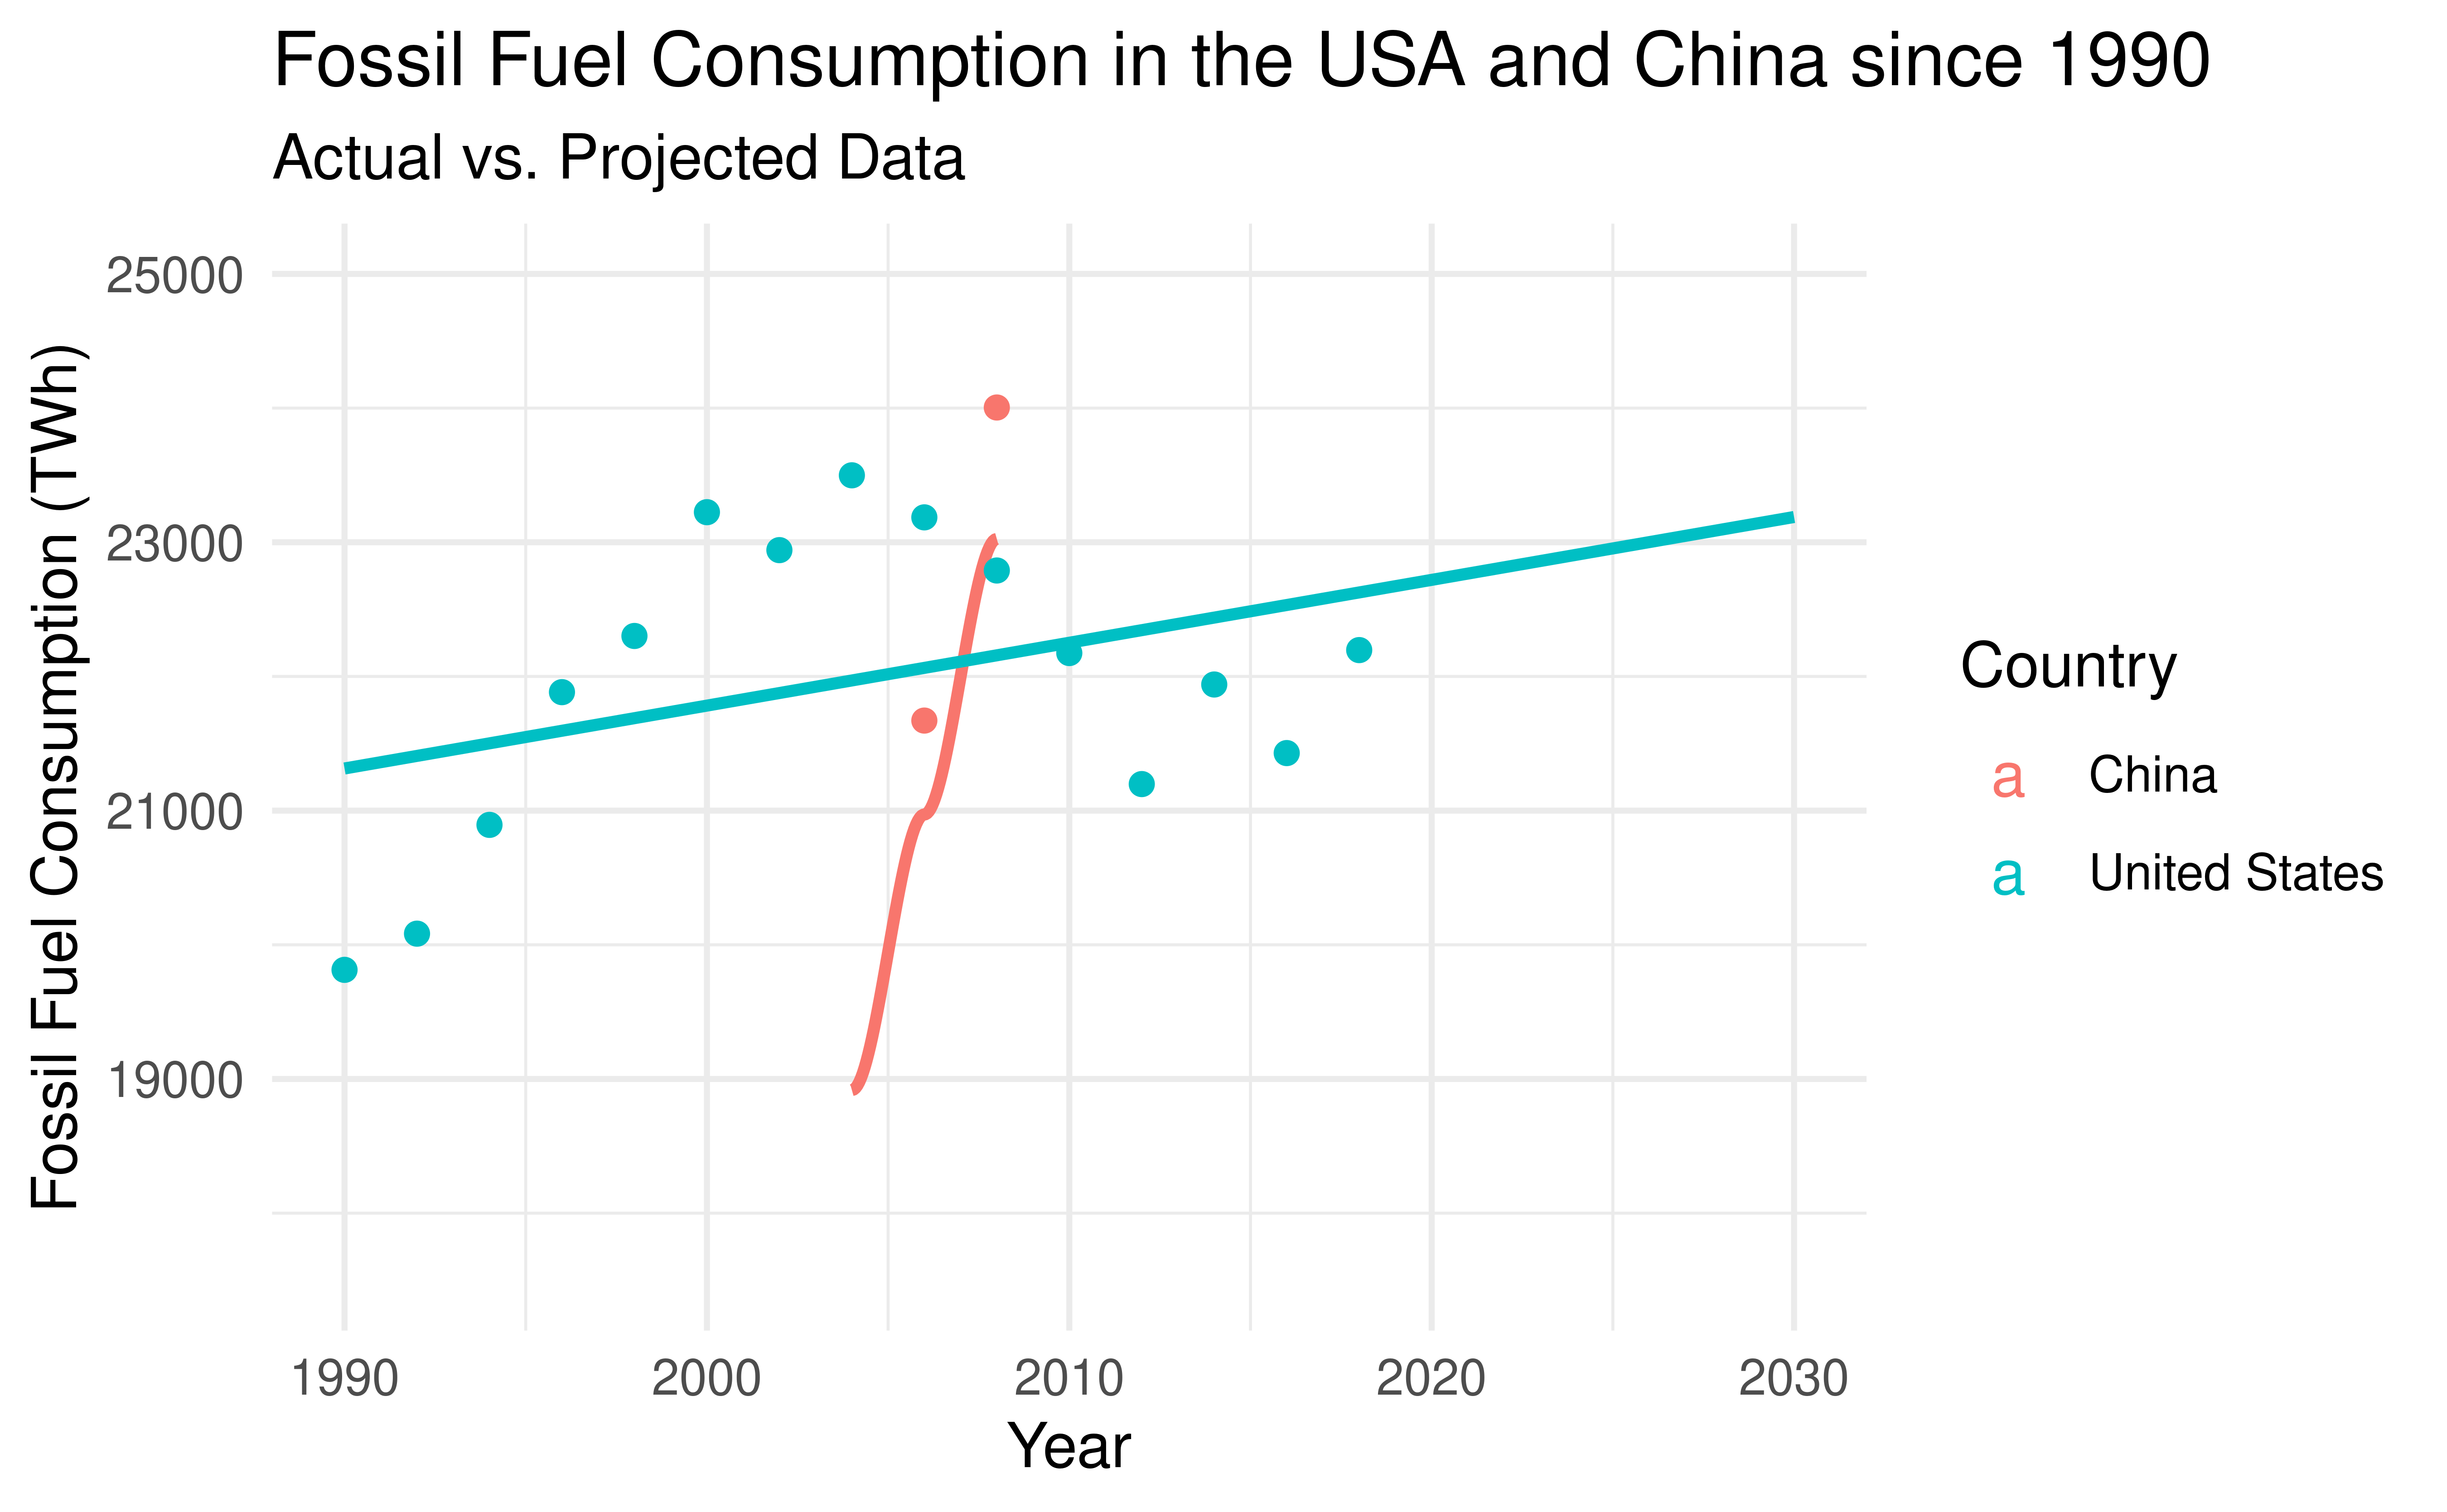 Fossil Fuel Consumption in the USA and China since 1990
Actual vs. Projected Data
Fossil Fuel Consumption (TWh)
25000
23000
21000
19000
1990
2000
2010
2020
2030
Year
Country
a China
a United States